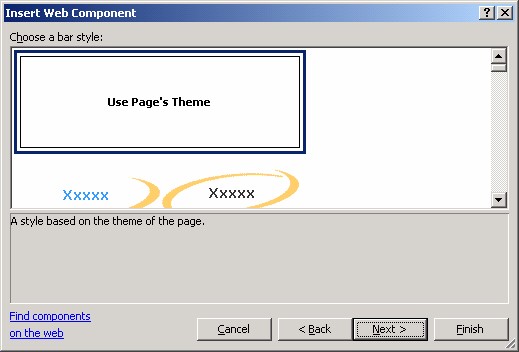 Insert Web Component
Choose a bar style:
Use Page's Theme
Xxxxx Xxxxx
A style based on the theme of the page.
Find components
on the web
Cancel < Back Next > Finish